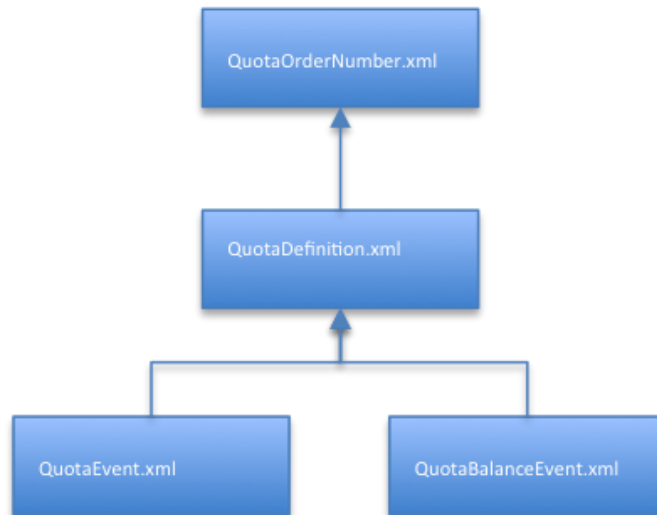 QuotaOrderNumber.xml
QuotaDefinition.xml
QuotaEvent.xml
QuotaBalanceEvent.xml